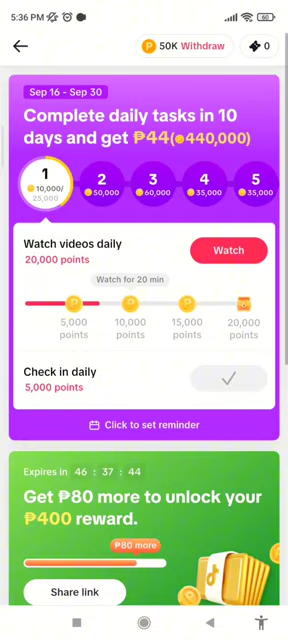 5:36 PM
60
50K Withdraw
0
Sep 16 - Sep 30
Complete daily tasks in 10
days and get ₱44(440,000)
1
10,000/
25,000
2
50,000
3
60,000
4
35,000
5
35,000
Watch videos daily
20,000 points
Watch
Watch for 20 min
5,000
points
10,000
points
15,000
points
20,000
points
Check in daily
5,000 points
Click to set reminder
Expires in 46 : 37 : 44
Get ₱80 more to unlock your
₱400 reward.
₱80 more
Share link